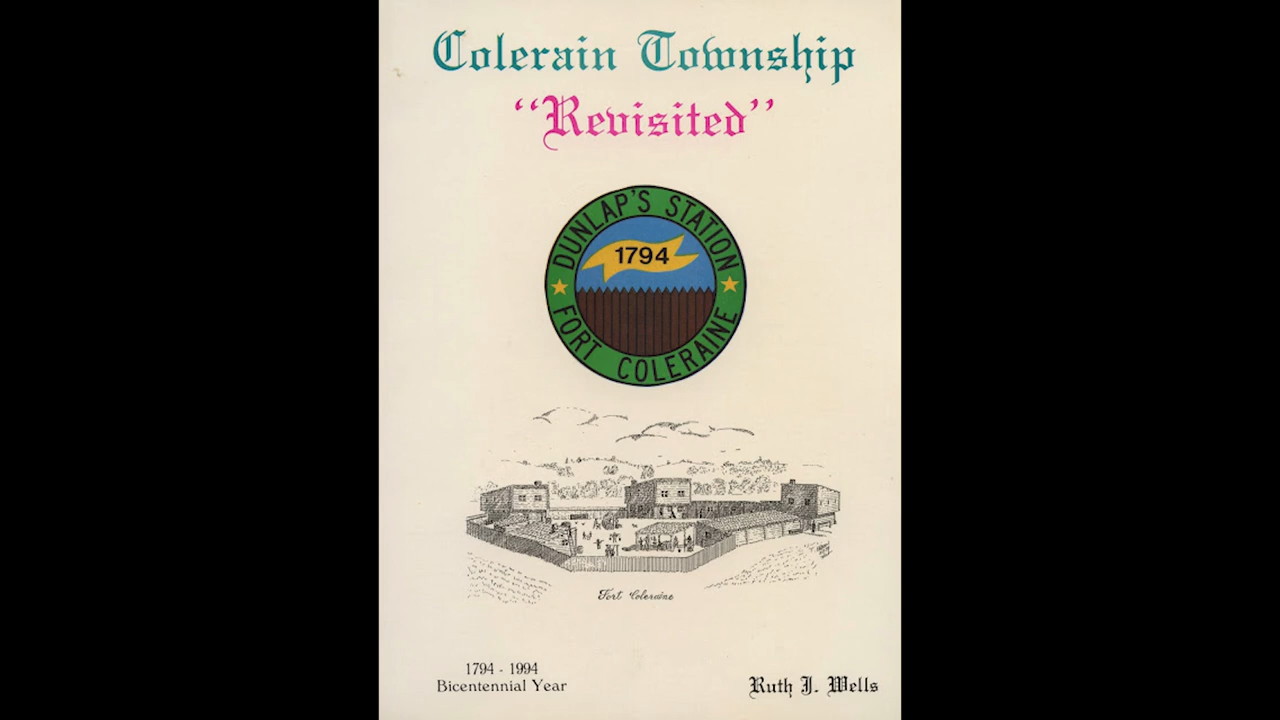 Colerain Township
“Revisited”
DUNLAP'S STATION
1794
FORT COLERAINE
Fort Coleraine
1794 - 1994
Bicentennial Year
Ruth J. Wells